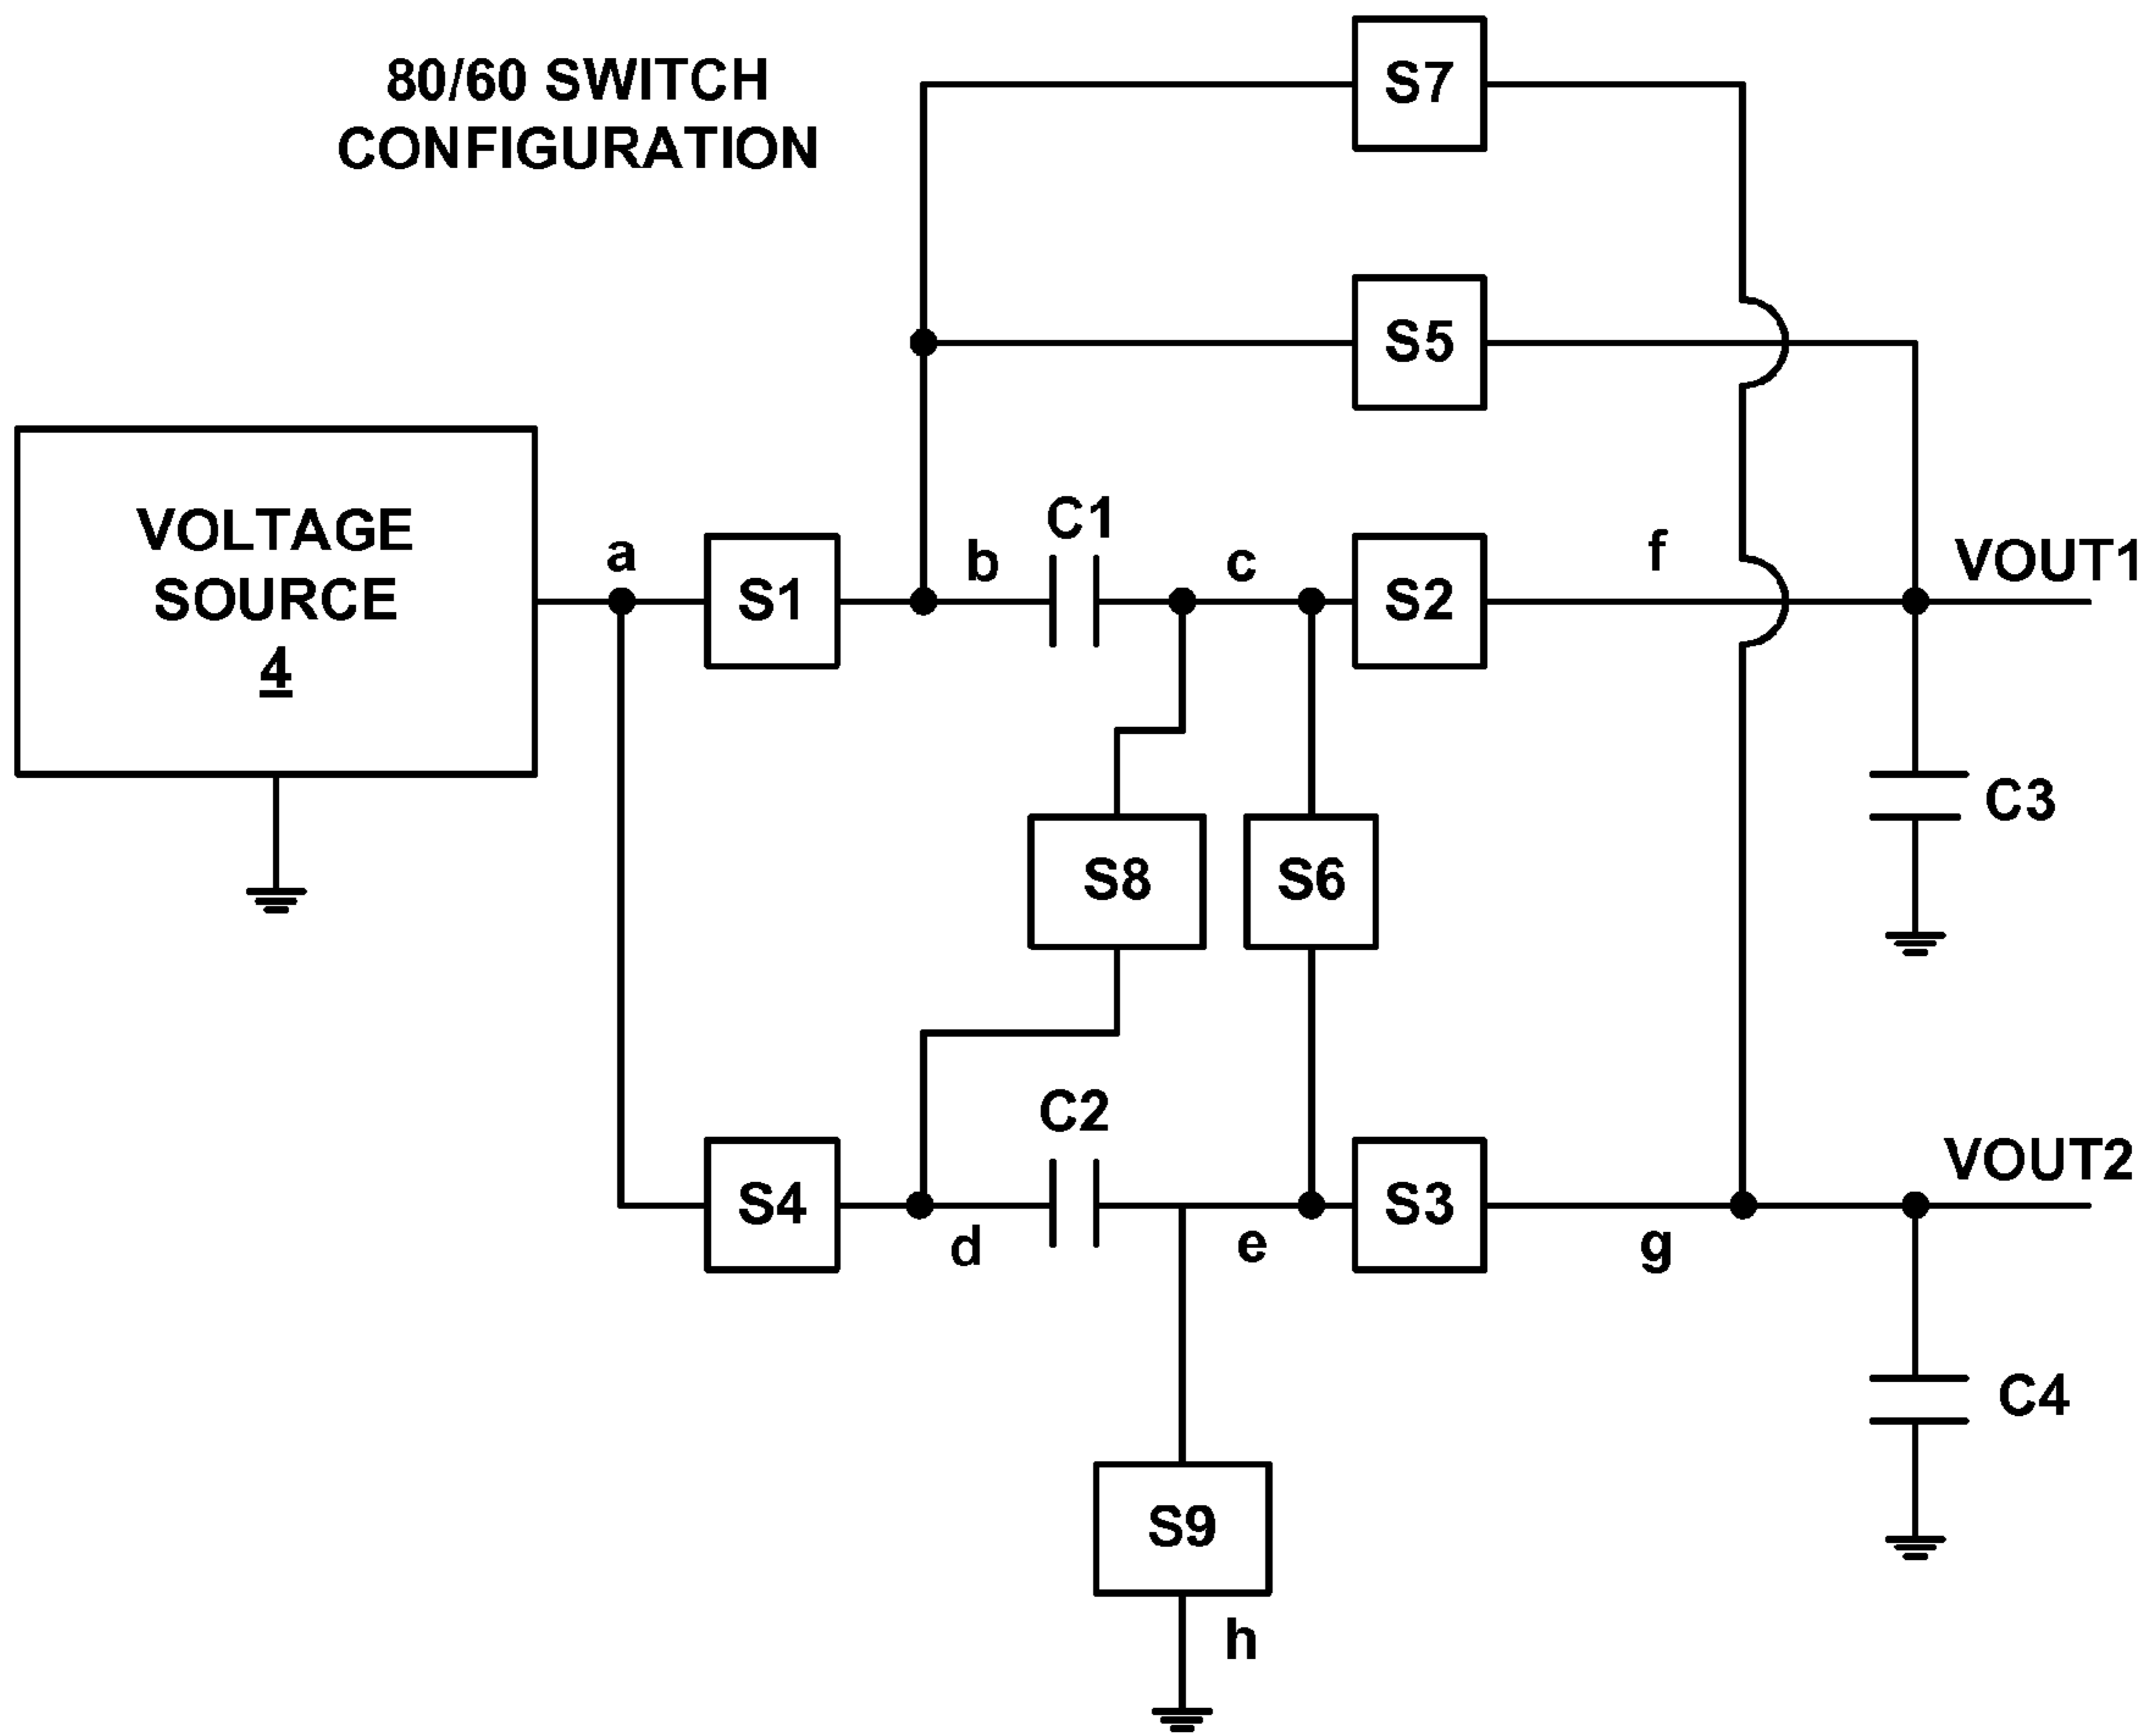 80/60 SWITCH
CONFIGURATION
S7
S5
VOLTAGE
SOURCE
4
a
S1
b
C1
c
S2
f
VOUT1
C3
S8
S6
C2
S4
d
e
S3
g
VOUT2
C4
S9
h